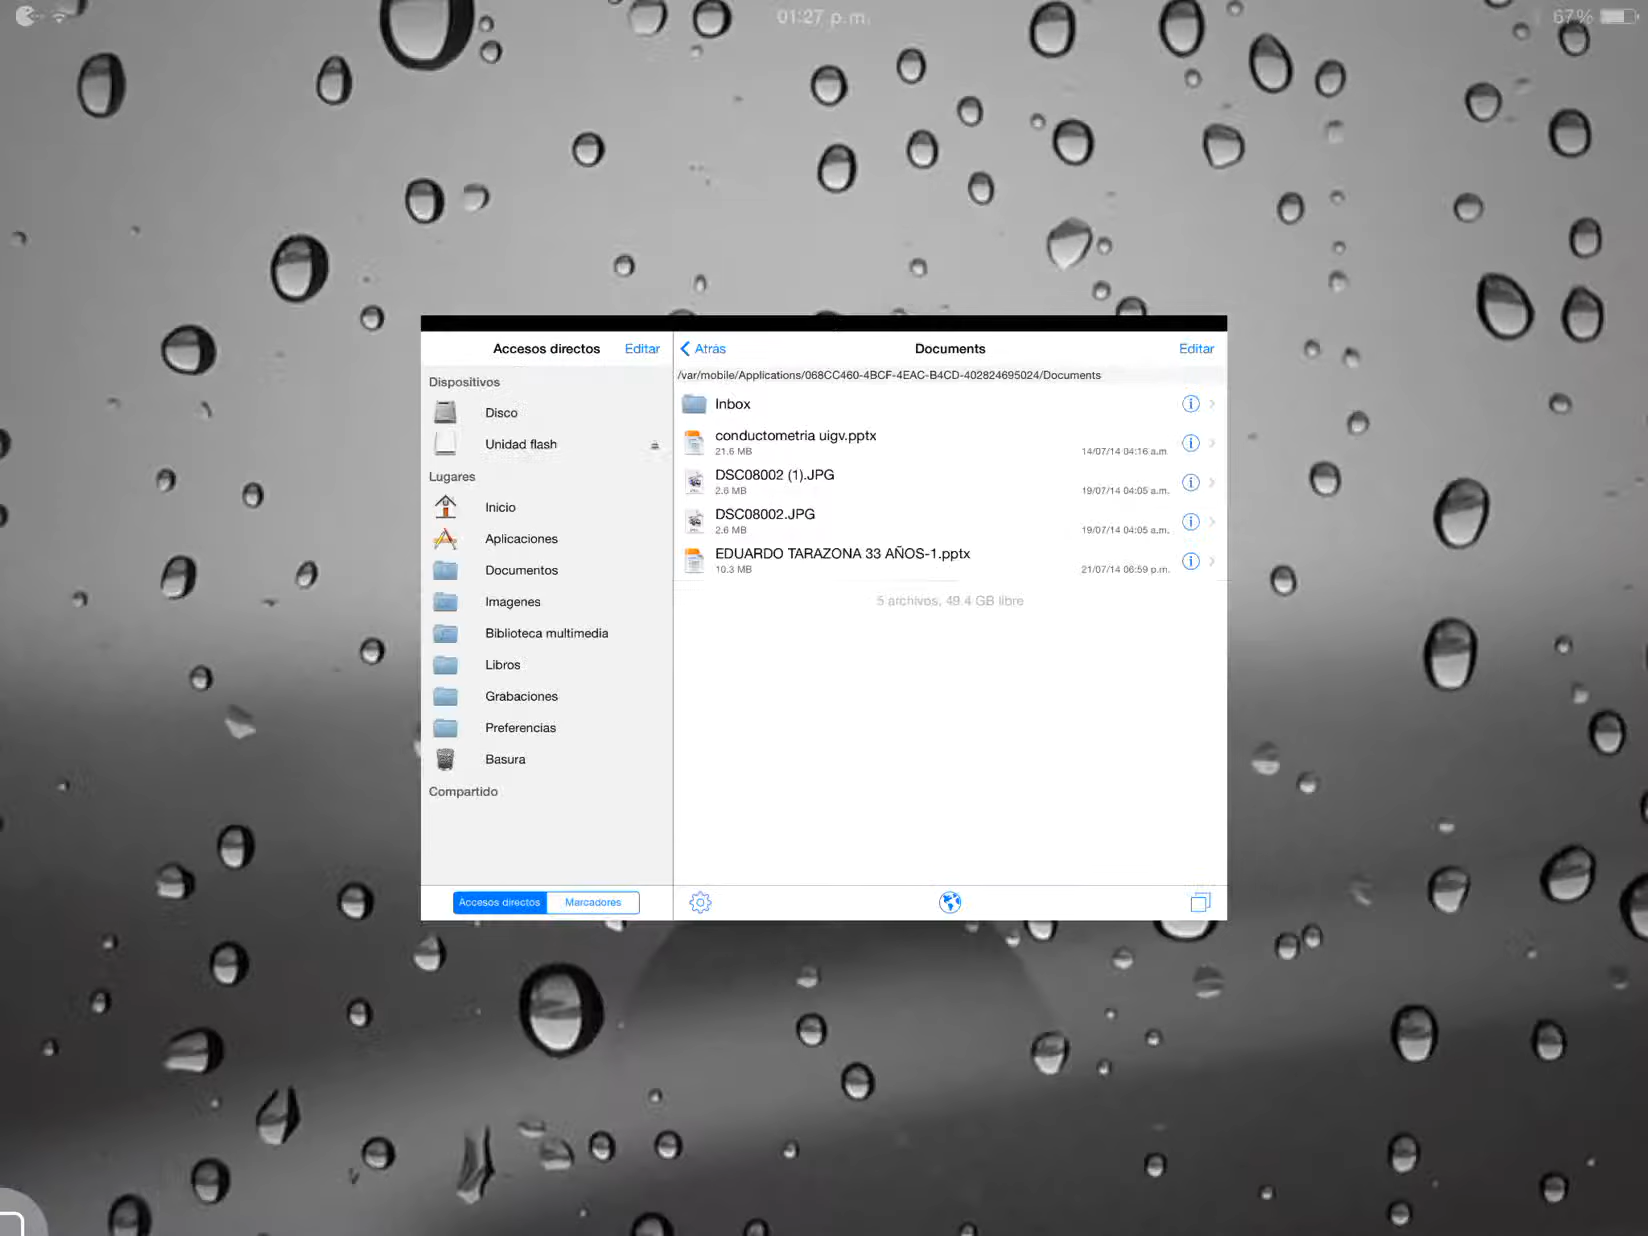 01:27 p.m.
67%
Accesos directos
Editar
Dispositivos
Disco
Unidad flash
Lugares
Inicio
Aplicaciones
Documentos
Imagenes
Biblioteca multimedia
Libros
Grabaciones
Preferencias
Basura
Compartido
Accesos directos
Marcadores
Atrás
Documents
Editar
/var/mobile/Applications/068CC460-4BCF-4EAC-B4CD-402824695024/Documents
Inbox
conductometria uigv.pptx
21.6 MB
14/07/14 04:16 a.m.
DSC08002 (1).JPG
2.6 MB
19/07/14 04:05 a.m.
DSC08002.JPG
2.6 MB
19/07/14 04:05 a.m.
EDUARDO TARAZONA 33 AÑOS-1.pptx
10.3 MB
21/07/14 06:59 p.m.
5 archivos, 49.4 GB libre